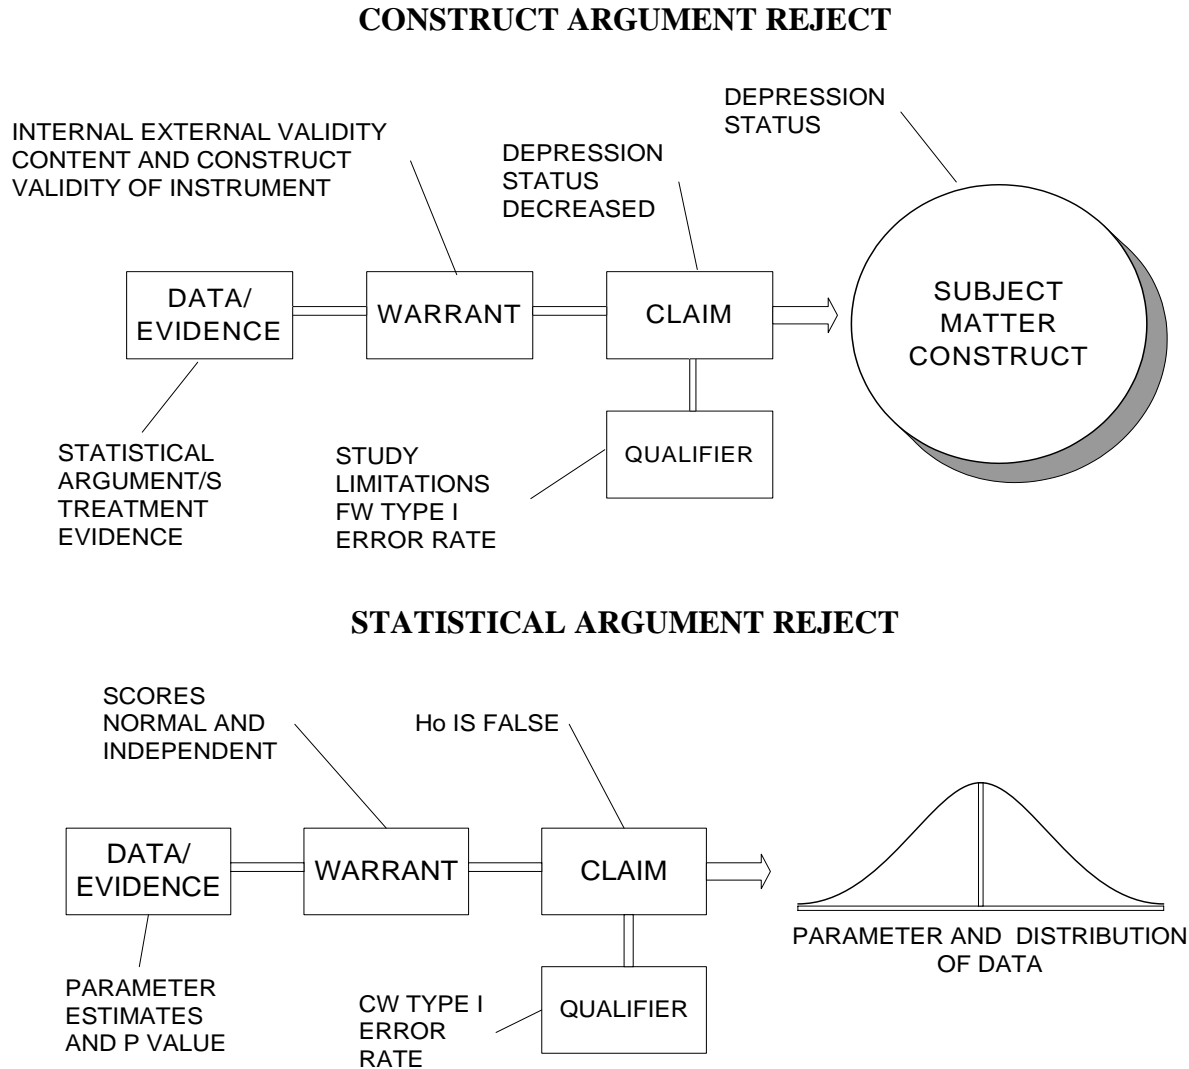 CONSTRUCT ARGUMENT REJECT
DEPRESSION
STATUS
INTERNAL EXTERNAL VALIDITY
CONTENT AND CONSTRUCT
VALIDITY OF INSTRUMENT
DEPRESSION
STATUS
DECREASED
DATA/
EVIDENCE
WARRANT
CLAIM
SUBJECT
MATTER
CONSTRUCT
STATISTICAL
ARGUMENT/S
TREATMENT
EVIDENCE
STUDY
LIMITATIONS
FW TYPE I
ERROR RATE
QUALIFIER
STATISTICAL ARGUMENT REJECT
SCORES
NORMAL AND
INDEPENDENT
Ho IS FALSE
DATA/
EVIDENCE
WARRANT
CLAIM
PARAMETER AND DISTRIBUTION
OF DATA
PARAMETER
ESTIMATES
AND P VALUE
CW TYPE I
ERROR
RATE
QUALIFIER